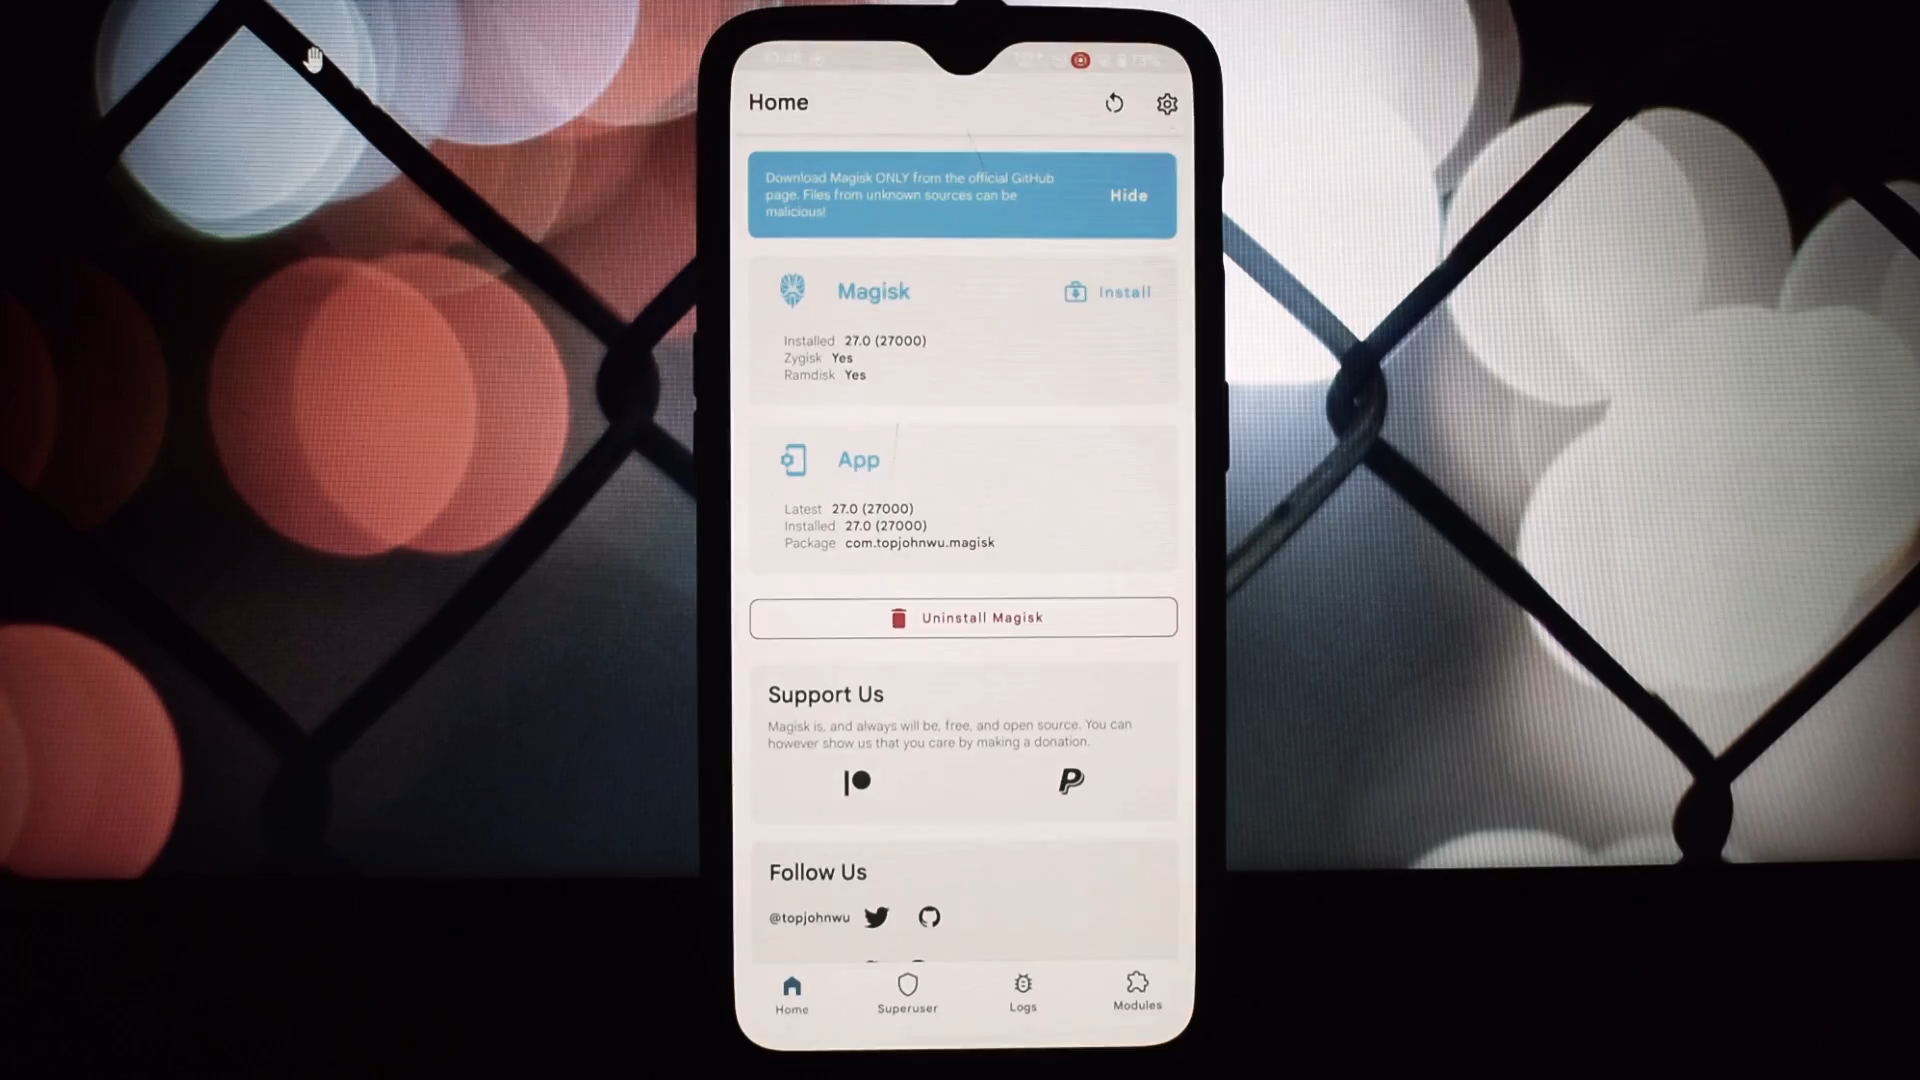 Home
Download Magisk ONLY from the official GitHub
page. Files from unknown sources can be
malicious!
Hide
Magisk
Install
Installed 27.0 (27000)
Zygisk Yes
Ramdisk Yes
App
Latest 27.0 (27000)
Installed 27.0 (27000)
Package com.topjohnwu.magisk
Uninstall Magisk
Support Us
Magisk is, and always will be, free, and open source. You can
however show us that you care by making a donation.
Follow Us
@topjohnwu
Home
Superuser
Logs
Modules